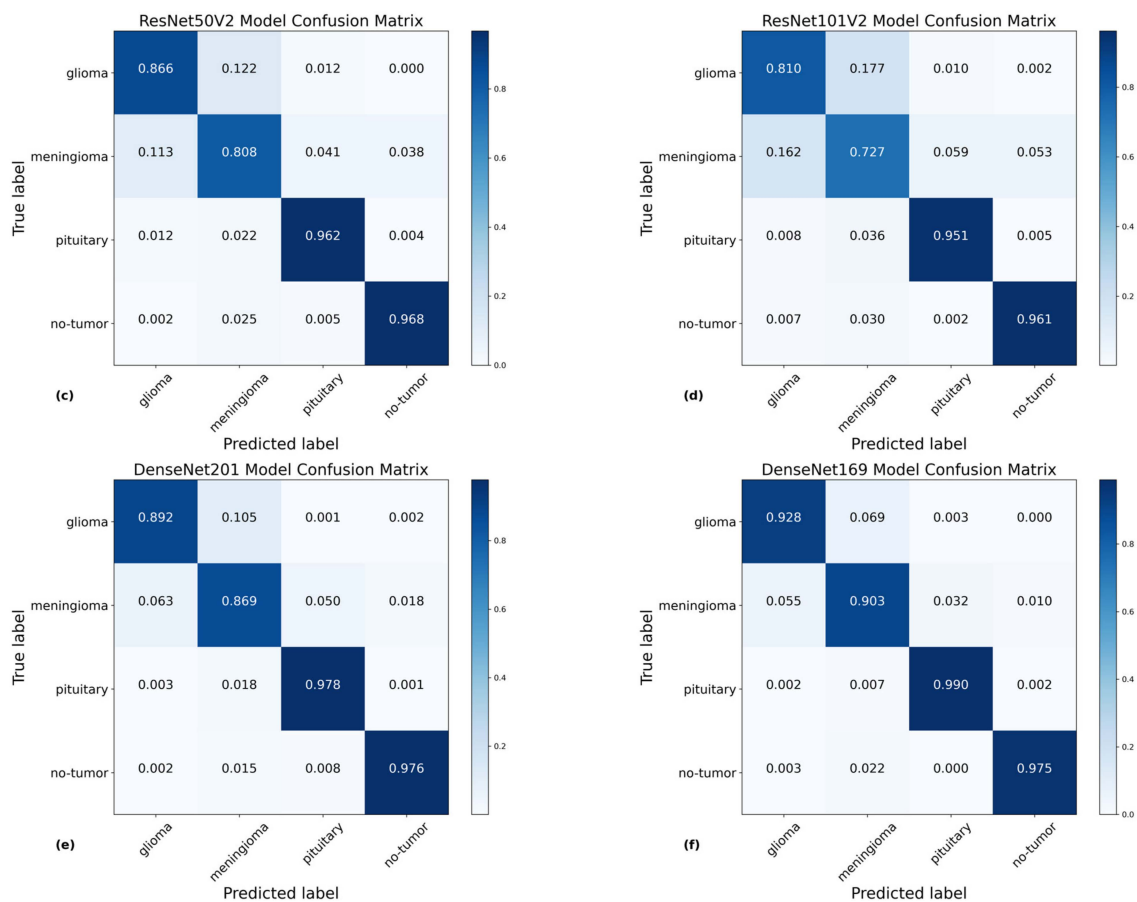 ResNet50V2 Model Confusion Matrix
glioma 0.866 0.122 0.012 0.000
meningioma 0.113 0.808 0.041 0.038
pituitary 0.012 0.022 0.962 0.004
no-tumor 0.002 0.025 0.005 0.968
True label
0.8
0.6
0.4
0.2
0.0
glioma meningioma pituitary no-tumor
Predicted label
(c)
ResNet101V2 Model Confusion Matrix
glioma 0.810 0.177 0.010 0.002
meningioma 0.162 0.727 0.059 0.053
pituitary 0.008 0.036 0.951 0.005
no-tumor 0.007 0.030 0.002 0.961
True label
0.8
0.6
0.4
0.2
glioma meningioma pituitary no-tumor
Predicted label
(d)
DenseNet201 Model Confusion Matrix
glioma 0.892 0.105 0.001 0.002
meningioma 0.063 0.869 0.050 0.018
pituitary 0.003 0.018 0.978 0.001
no-tumor 0.002 0.015 0.008 0.976
True label
0.8
0.6
0.4
0.2
glioma meningioma pituitary no-tumor
Predicted label
(e)
DenseNet169 Model Confusion Matrix
glioma 0.928 0.069 0.003 0.000
meningioma 0.055 0.903 0.032 0.010
pituitary 0.002 0.007 0.990 0.002
no-tumor 0.003 0.022 0.000 0.975
True label
0.8
0.6
0.4
0.2
0.0
glioma meningioma pituitary no-tumor
Predicted label
(f)